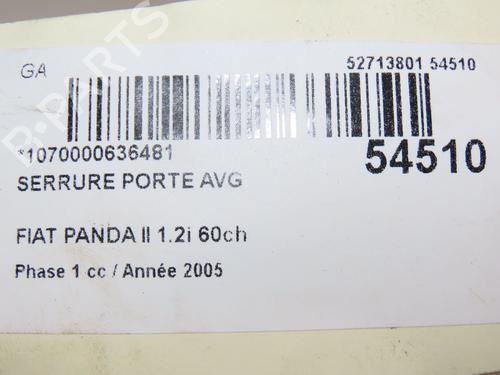 B-PARTS
GA
52713801 54510
*1070000636481
54510
SERRURE PORTE AVG
FIAT PANDA II 1.2i 60ch
Phase 1 cc / Année 2005